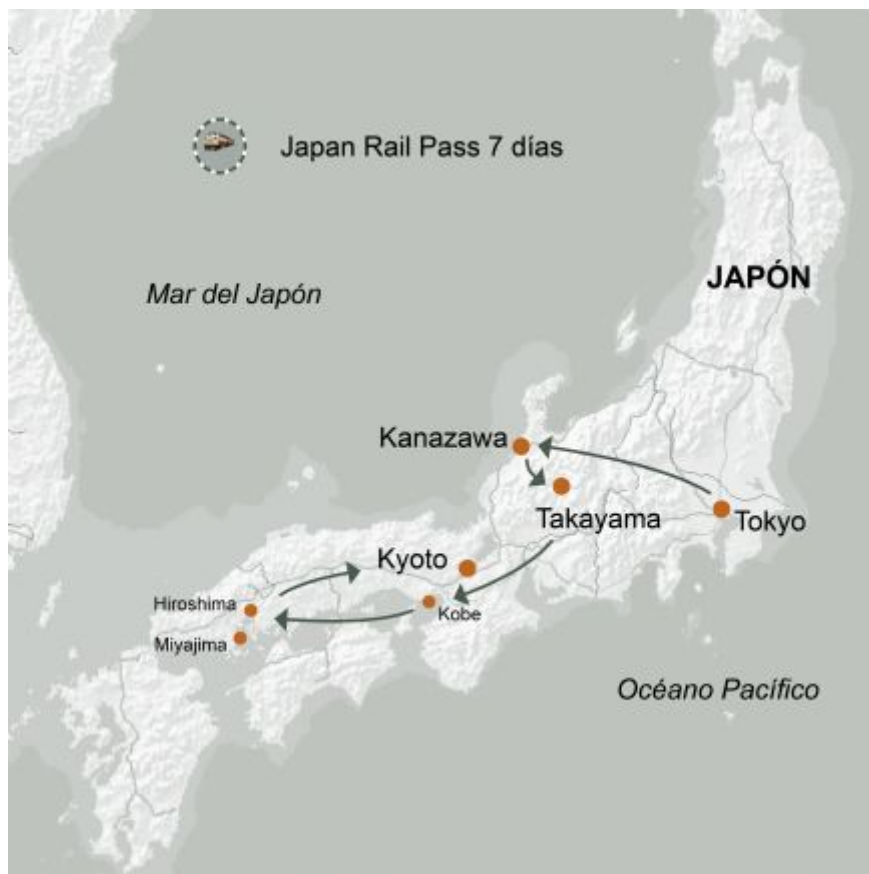 Japan Rail Pass 7 días
JAPÓN
Mar del Japón
Kanazawa
Takayama
Tokyo
Kyoto
Hiroshima
Kobe
Miyajima
Océano Pacífico